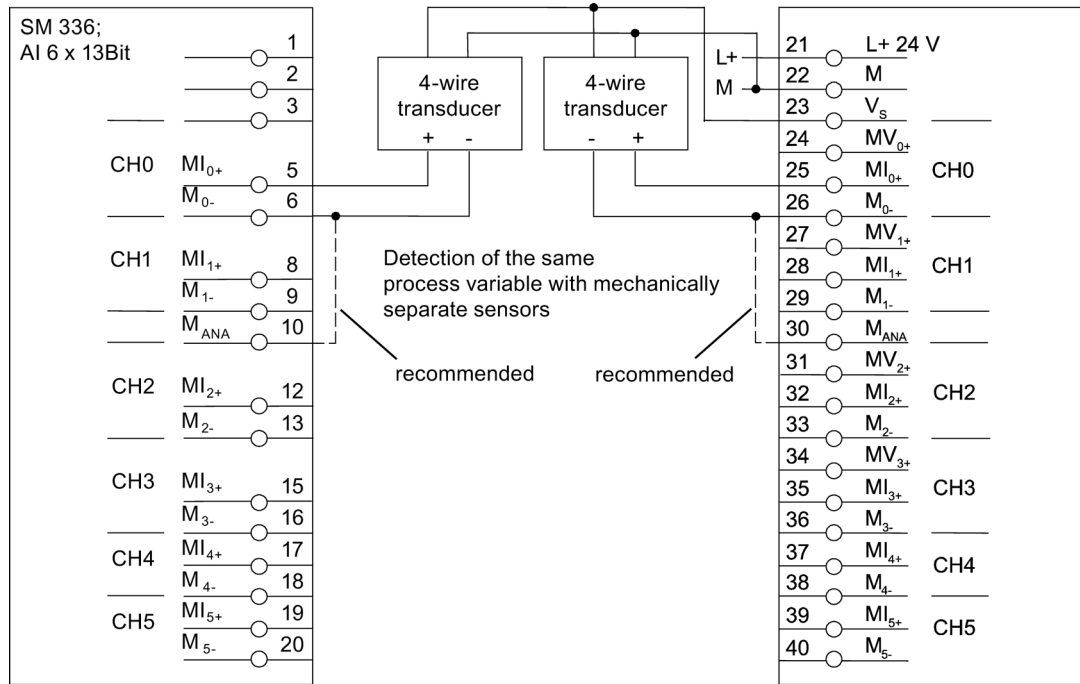 SM 336;
AI 6 x 13Bit
1
2
3
CH0 MI0+ 5
M0- 6
CH1 MI1+ 8
M1- 9
MANA 10
CH2 MI2+ 12
M2- 13
CH3 MI3+ 15
M3- 16
CH4 MI4+ 17
M4- 18
CH5 MI5+ 19
M5- 20
4-wire
transducer
+ -
4-wire
transducer
- +
L+
M
Detection of the same
process variable with mechanically
separate sensors
recommended
recommended
21 L+ 24 V
22 M
23 VS
24 MV0+
25 MI0+ CH0
26 M0-
27 MV1+
28 MI1+ CH1
29 M1-
30 MANA
31 MV2+
32 MI2+ CH2
33 M2-
34 MV3+
35 MI3+ CH3
36 M3-
37 MI4+ CH4
38 M4-
39 MI5+ CH5
40 M5-